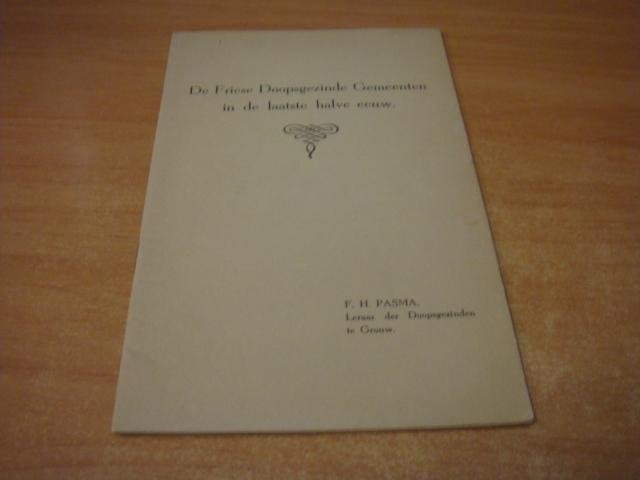 De Friese Doopsgezinde Gemeenten
in de laatste halve eeuw.
F. H. PASMA,
Leraar der Doopsgezinden
te Grouw.